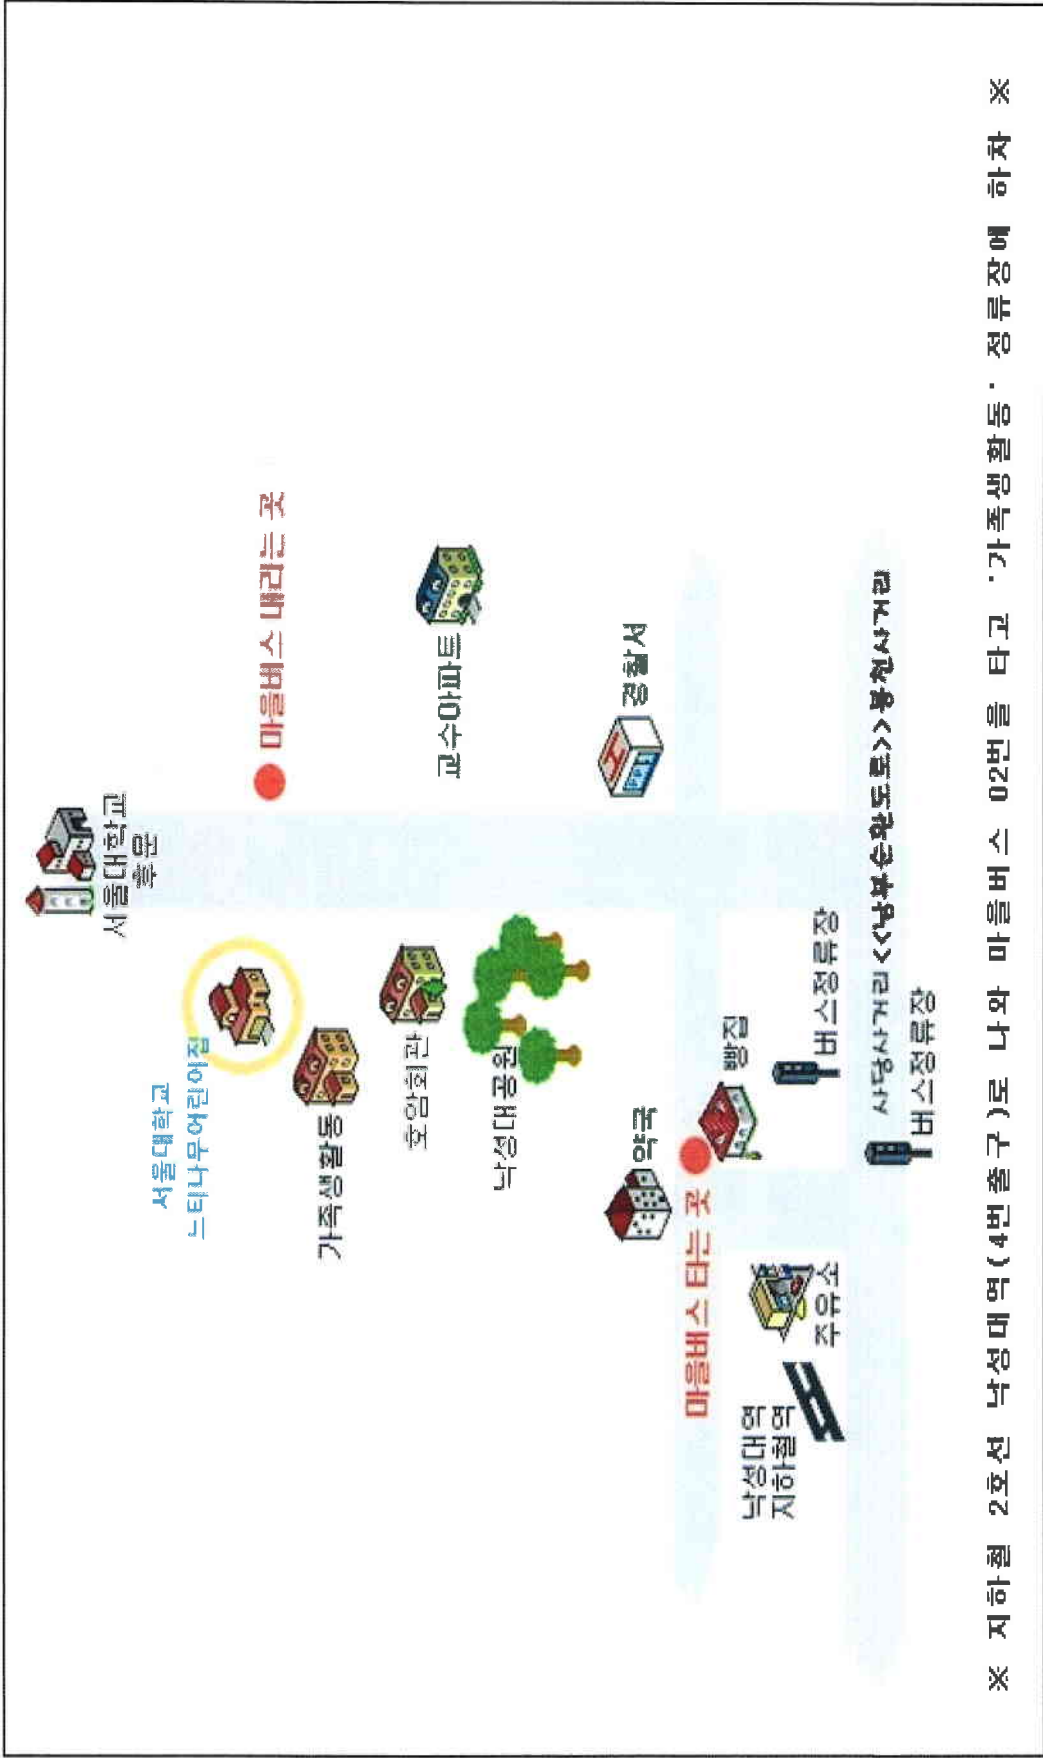 서울대학교
후문
서울대학교
느티나무어린이집
마을버스 내리는 곳
가족생활동
호암회관
교수아파트
낙성대공원
경찰서
약국
마을버스 타는 곳
빵집
낙성대역
지하철역
주유소
버스정류장
사당사거리<<남부순환도로>>봉천사거리
버스정류장
※ 지하철 2호선 낙성대역(4번출구)로 나와 마을버스 02번을 타고 '가족생활동' 정류장에 하차 ※